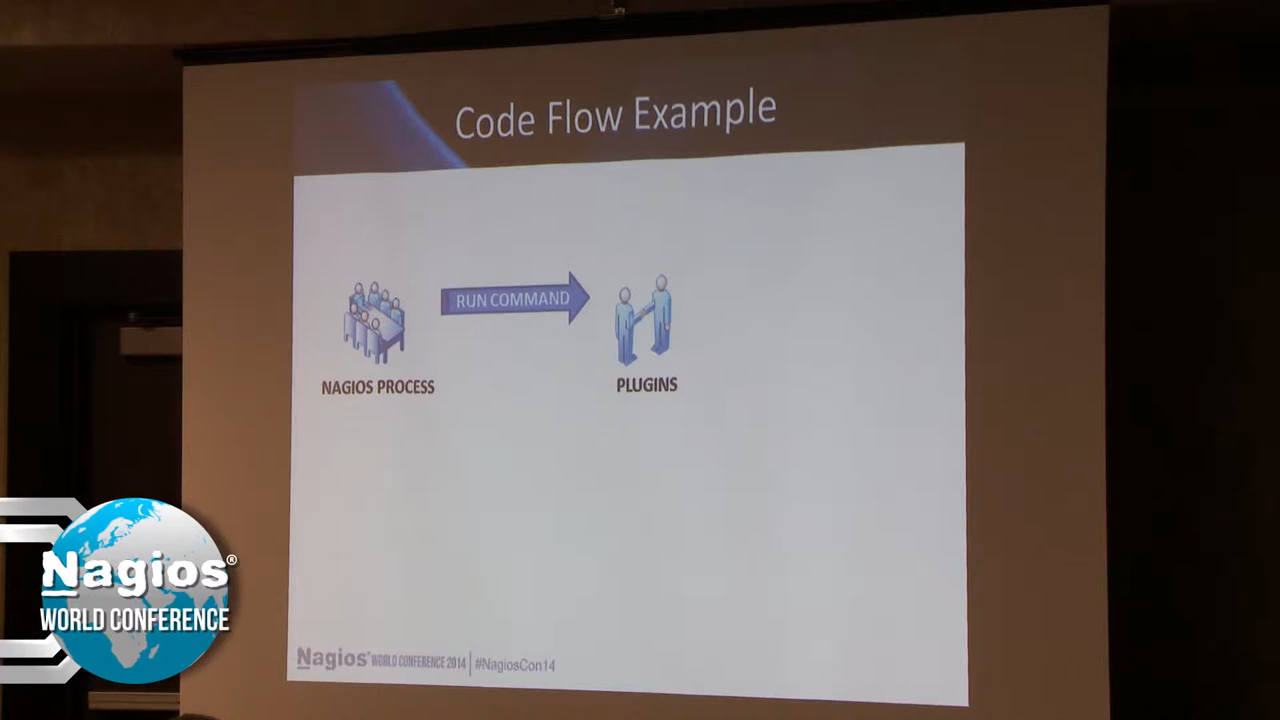 Code Flow Example
RUN COMMAND
NAGIOS PROCESS
PLUGINS
Nagios® WORLD CONFERENCE 2014 | #NagiosCon14
Nagios®
WORLD CONFERENCE